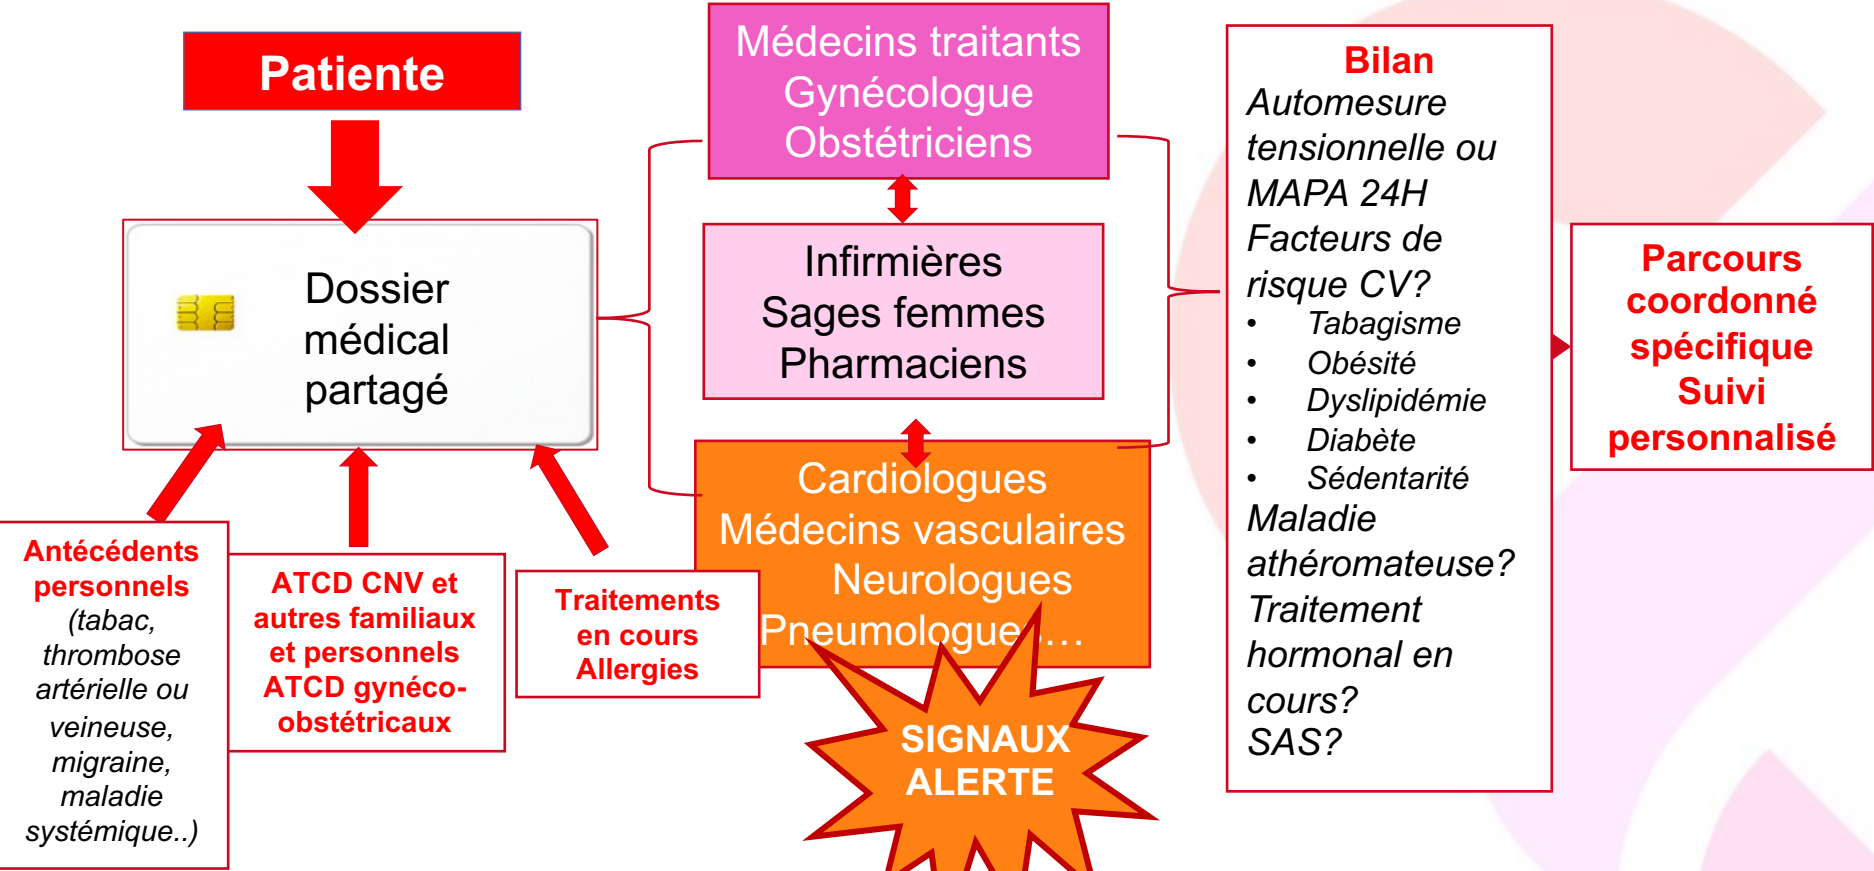 Patiente
Dossier
médical
partagé
Antécédents
personnels
(tabac,
thrombose
artérielle ou
veineuse,
migraine,
maladie
systémique..)
ATCD CNV et
autres familiaux
et personnels
ATCD gynéco-
obstétricaux
Traitements
en cours
Allergies
Médecins traitants
Gynécologue
Obstétriciens
Infirmières
Sages femmes
Pharmaciens
Cardiologues
Médecins vasculaires
Neurologues
Pneumologues…
SIGNAUX
ALERTE
Bilan
Automesure
tensionnelle ou
MAPA 24H
Facteurs de
risque CV?
• Tabagisme
• Obésité
• Dyslipidémie
• Diabète
• Sédentarité
Maladie
athéromateuse?
Traitement
hormonal en
cours?
SAS?
Parcours
coordonné
spécifique
Suivi
personnalisé